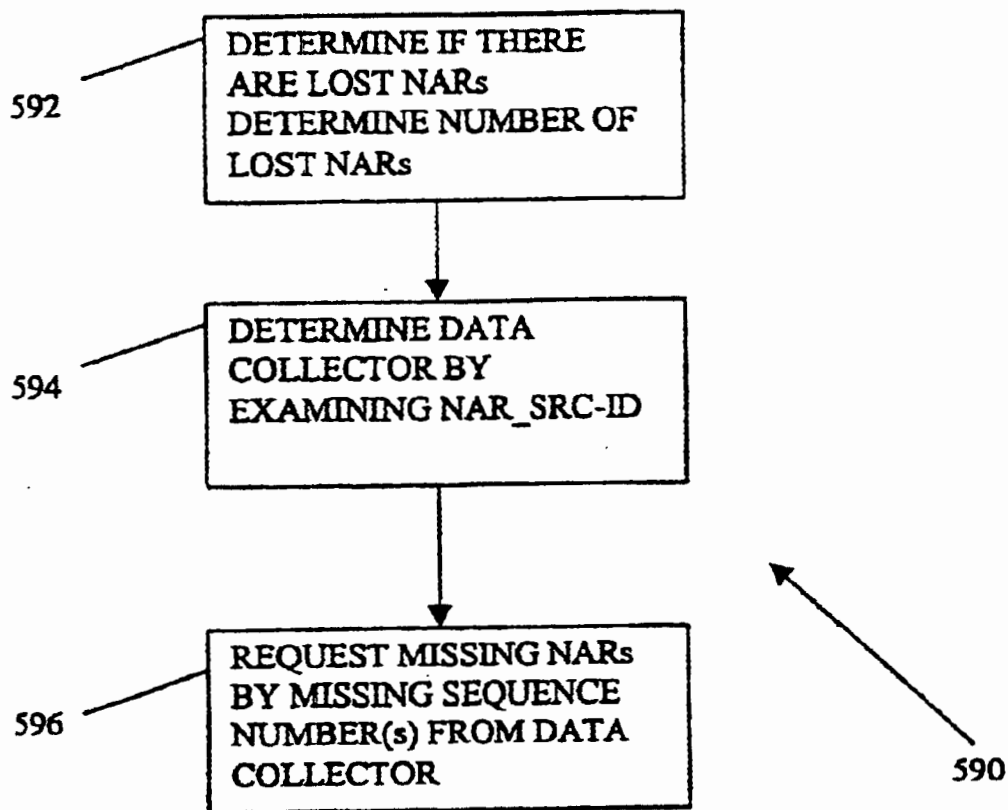 DETERMINE IF THERE
ARE LOST NARs
DETERMINE NUMBER OF
LOST NARs
592
DETERMINE DATA
COLLECTOR BY
EXAMINING NAR_SRC-ID
594
REQUEST MISSING NARs
BY MISSING SEQUENCE
NUMBER(s) FROM DATA
COLLECTOR
596
590